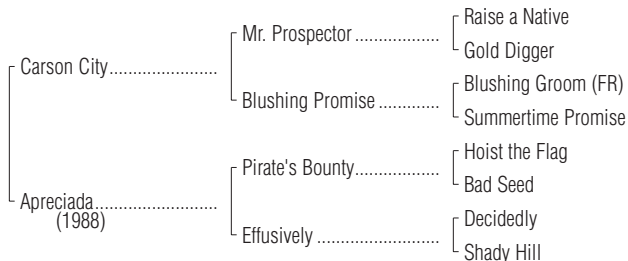 Raise a Native
Mr. Prospector ..................
Gold Digger
Carson City.......................
Blushing Groom (FR)
Blushing Promise .............
Summertime Promise
Hoist the Flag
Pirate's Bounty..................
Bad Seed
Apreciada..........................
(1988)
Decidedly
Effusively ..........................
Shady Hill